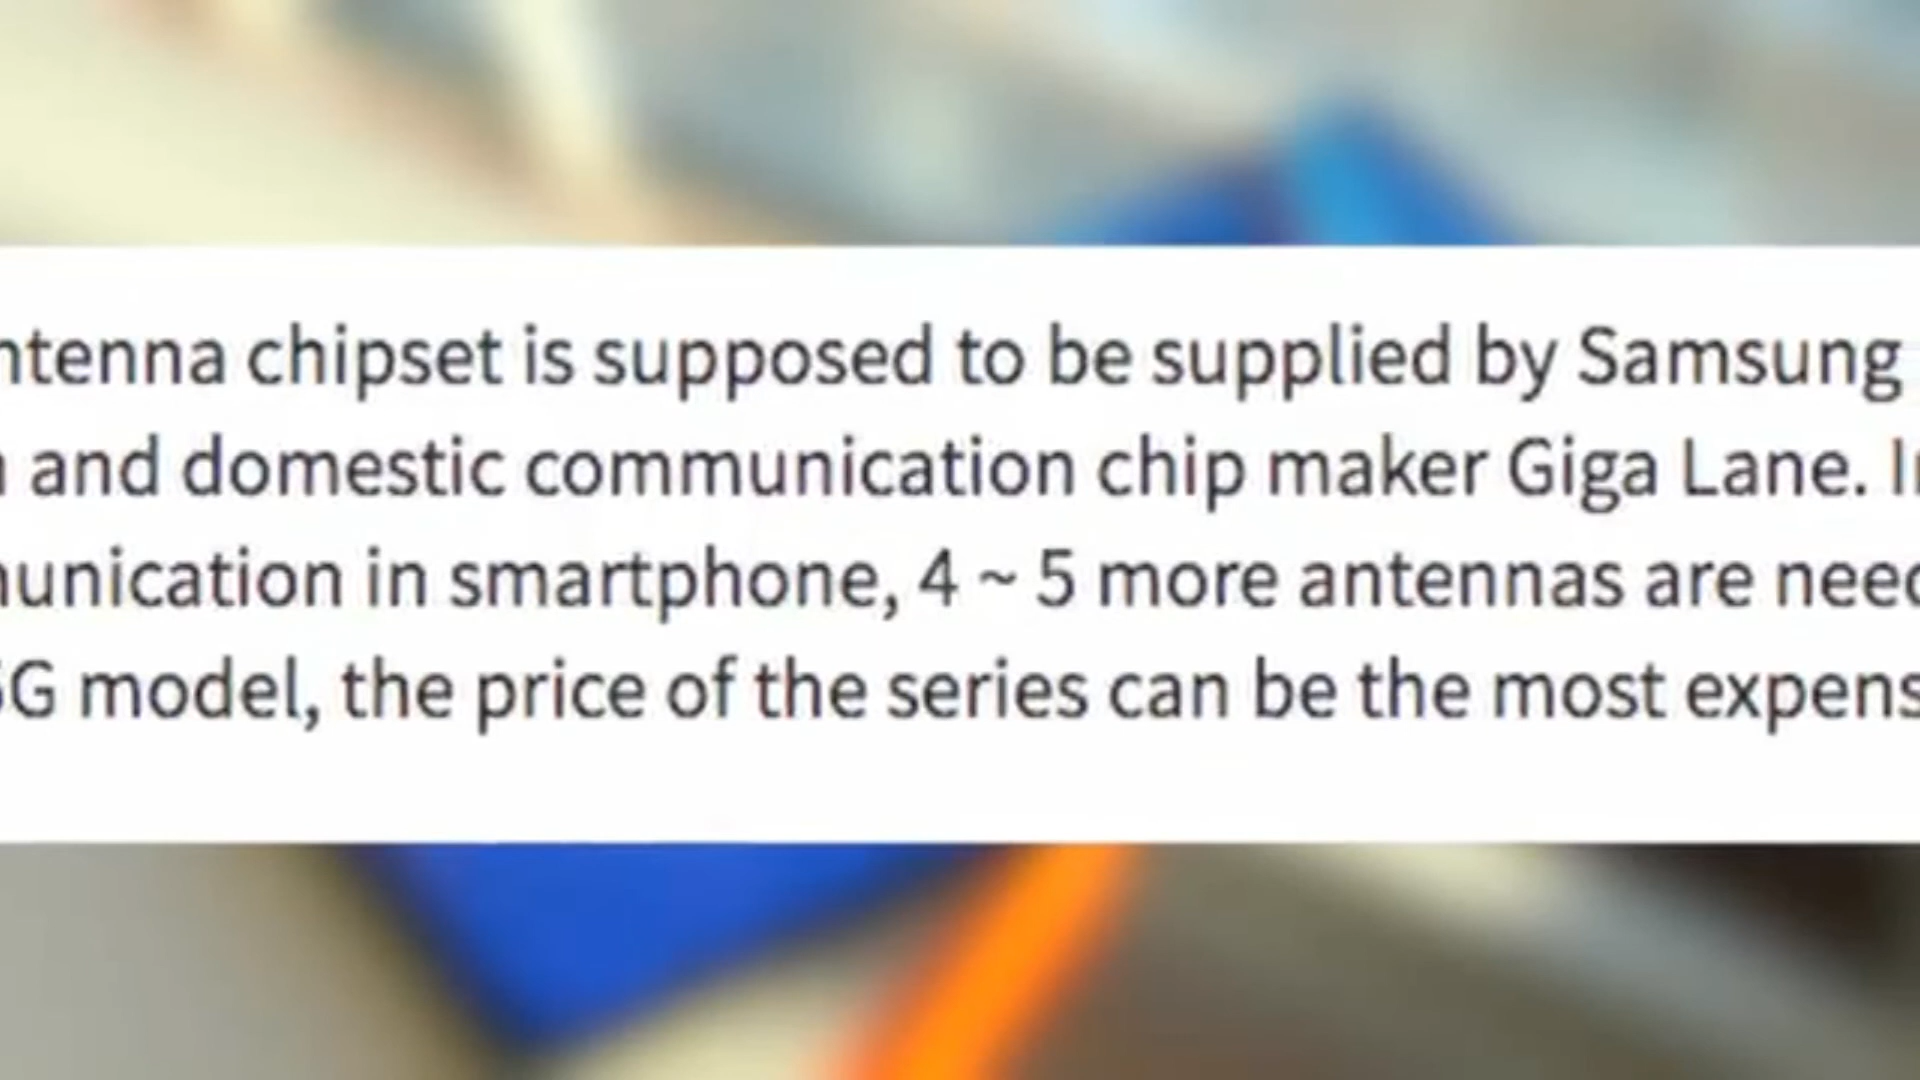 ntenna chipset is supposed to be supplied by Samsung
and domestic communication chip maker Giga Lane. I
unication in smartphone, 4 ~ 5 more antennas are need
G model, the price of the series can be the most expens